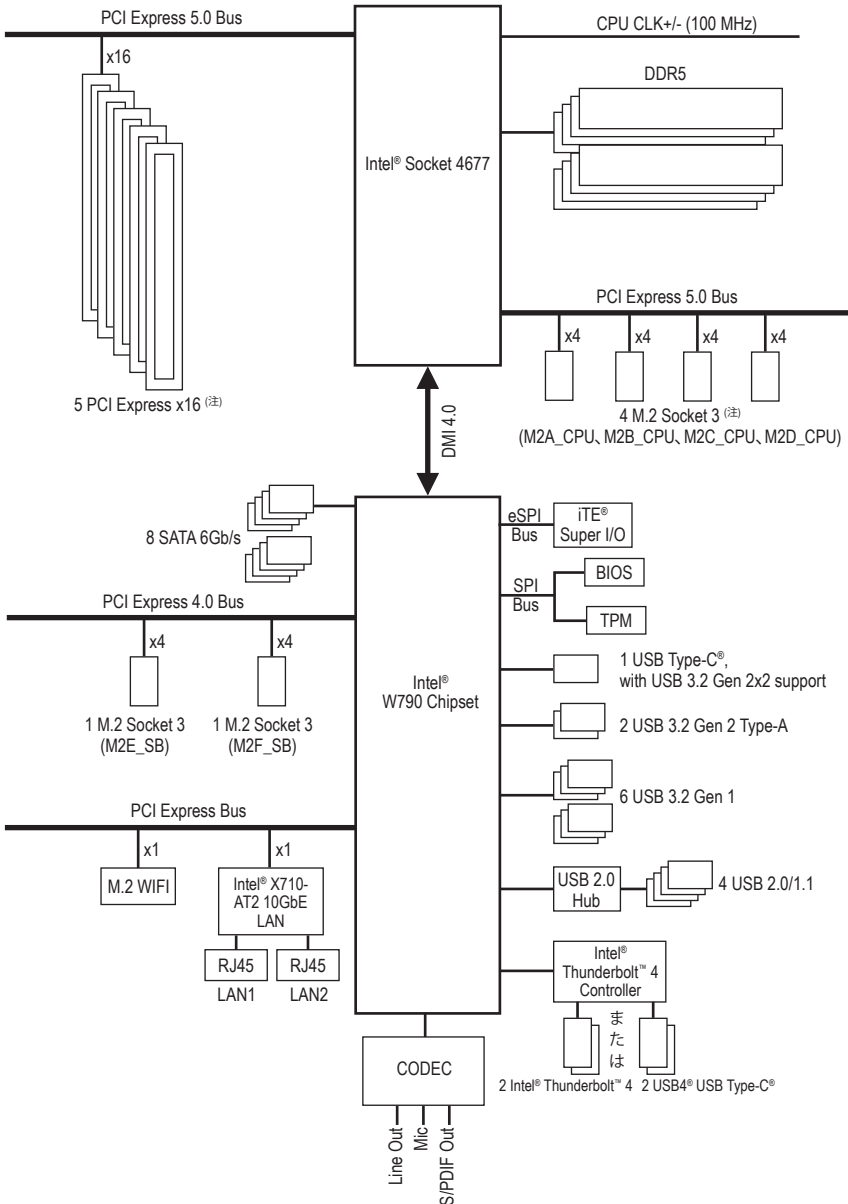 PCI Express 5.0 Bus
x16
5 PCI Express x16 (注)
Intel® Socket 4677
CPU CLK+/- (100 MHz)
DDR5
PCI Express 5.0 Bus
x4
x4
x4
x4
4 M.2 Socket 3 (注)
(M2A_CPU、M2B_CPU、M2C_CPU、M2D_CPU)
DMI 4.0
8 SATA 6Gb/s
PCI Express 4.0 Bus
x4
x4
1 M.2 Socket 3
(M2E_SB)
1 M.2 Socket 3
(M2F_SB)
PCI Express Bus
x1
x1
M.2 WIFI
Intel® X710-
AT2 10GbE
LAN
RJ45
RJ45
LAN1
LAN2
Intel®
W790 Chipset
eSPI
Bus
iTE®
Super I/O
SPI
Bus
BIOS
TPM
1 USB Type-C®,
with USB 3.2 Gen 2x2 support
2 USB 3.2 Gen 2 Type-A
6 USB 3.2 Gen 1
USB 2.0
Hub
4 USB 2.0/1.1
Intel®
Thunderbolt™ 4
Controller
または
2 Intel® Thunderbolt™ 4
2 USB4® USB Type-C®
CODEC
Line Out
Mic
S/PDIF Out